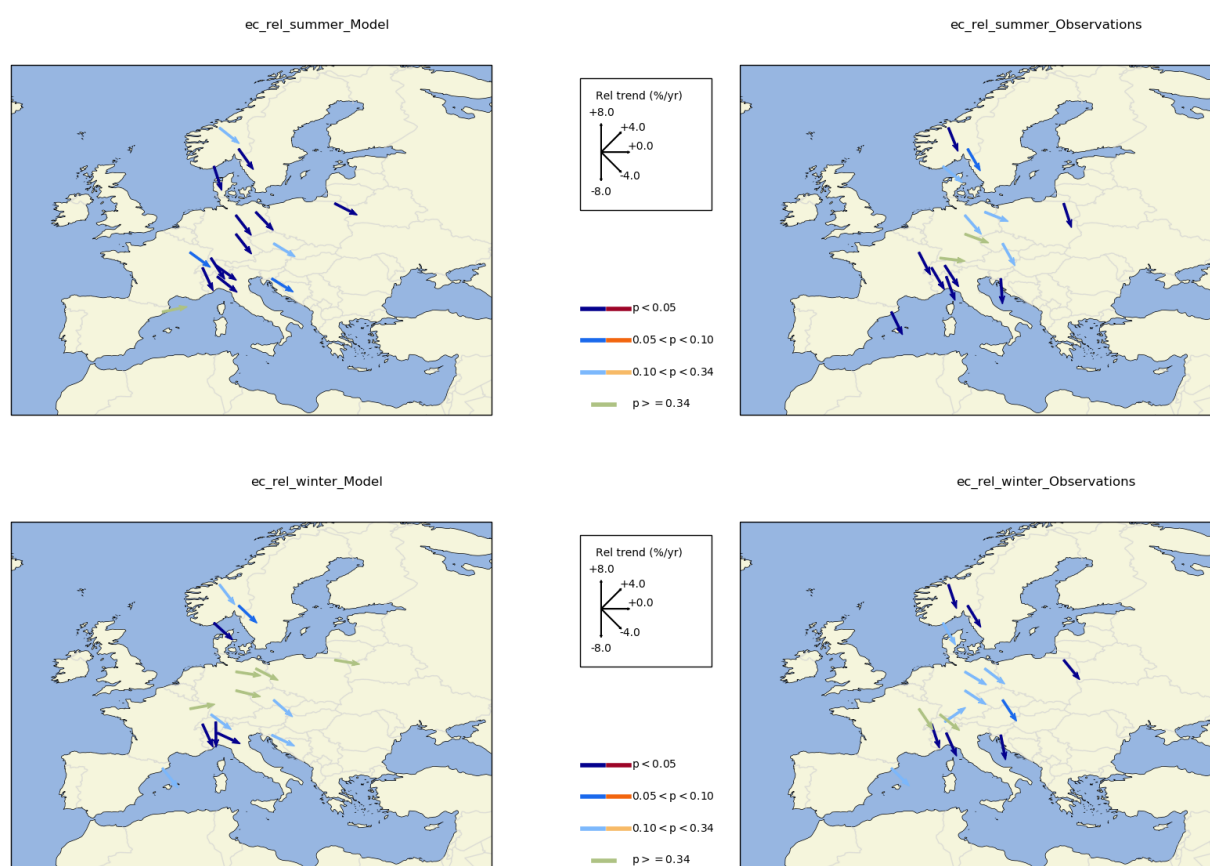 ec_rel_summer_Model
ec_rel_summer_Observations
Rel trend (%/yr)
+8.0
+4.0
+0.0
-4.0
-8.0
p < 0.05
0.05 < p < 0.10
0.10 < p < 0.34
p > = 0.34
ec_rel_winter_Model
ec_rel_winter_Observations
Rel trend (%/yr)
+8.0
+4.0
+0.0
-4.0
-8.0
p < 0.05
0.05 < p < 0.10
0.10 < p < 0.34
p > = 0.34